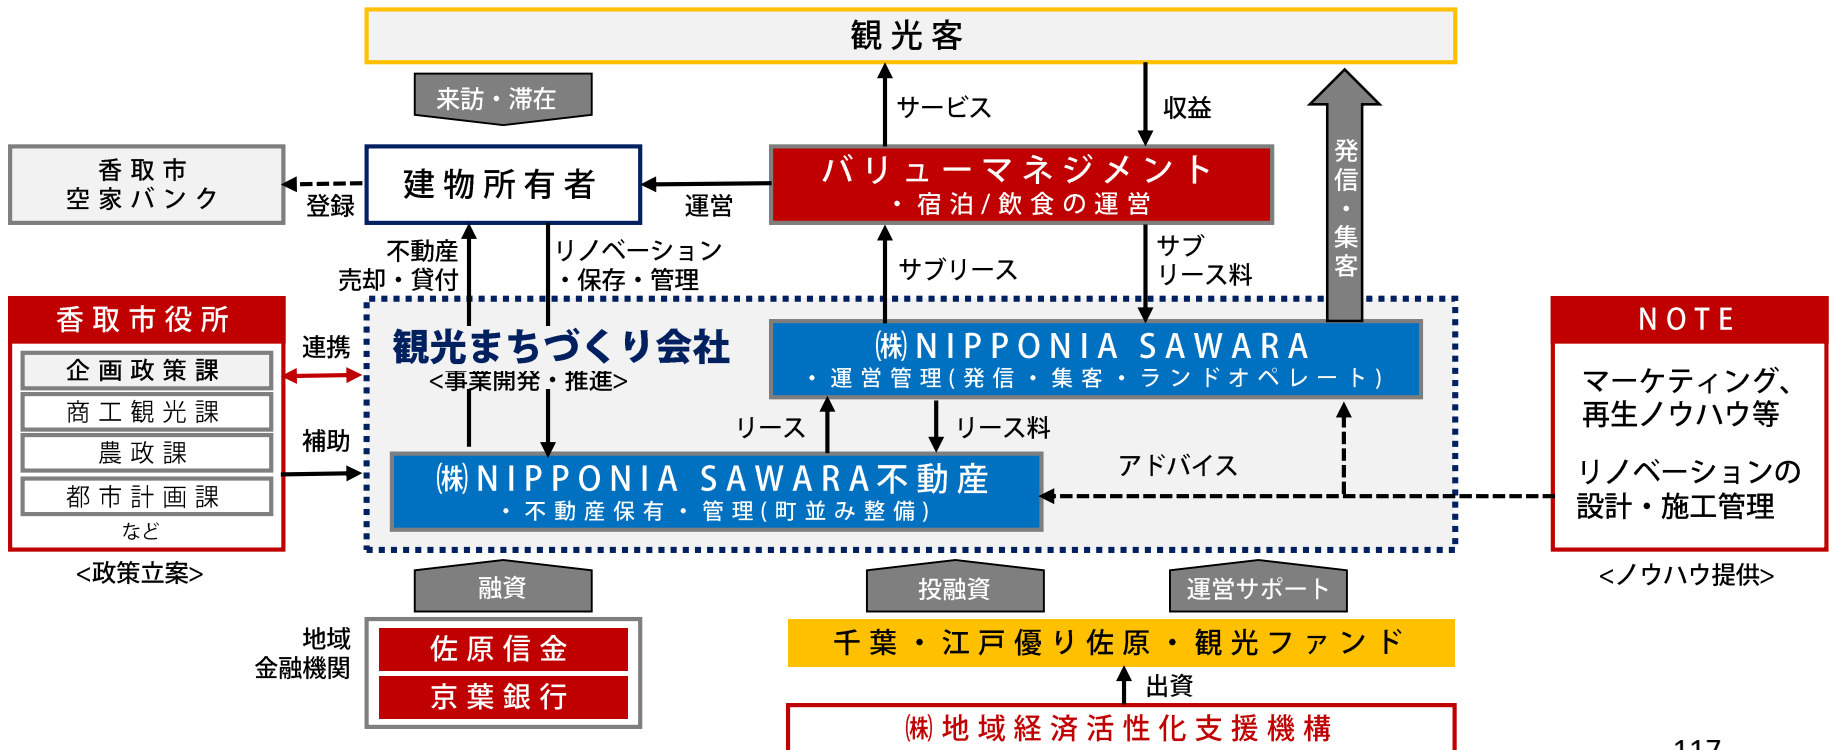 観光客
来訪・滞在
サービス
収益
発信・集客
香取市
空家バンク
登録
建物所有者
運営
バリューマネジメント
・宿泊/飲食の運営
不動産
売却・貸付
リノベーション
・保存・管理
サブリース
サブ
リース料
香取市役所
企画政策課
商工観光課
農政課
都市計画課
など
<政策立案>
連携
補助
観光まちづくり会社
<事業開発・推進>
㈱NIPPONIA SAWARA
・運営管理(発信・集客・ランドオペレート)
リース
リース料
㈱NIPPONIA SAWARA不動産
・不動産保有・管理(町並み整備)
アドバイス
NOTE
マーケティング、
再生ノウハウ等
リノベーションの
設計・施工管理
<ノウハウ提供>
融資
投融資
運営サポート
地域
金融機関
佐原信金
京葉銀行
千葉・江戸優り佐原・観光ファンド
出資
㈱地域経済活性化支援機構
117